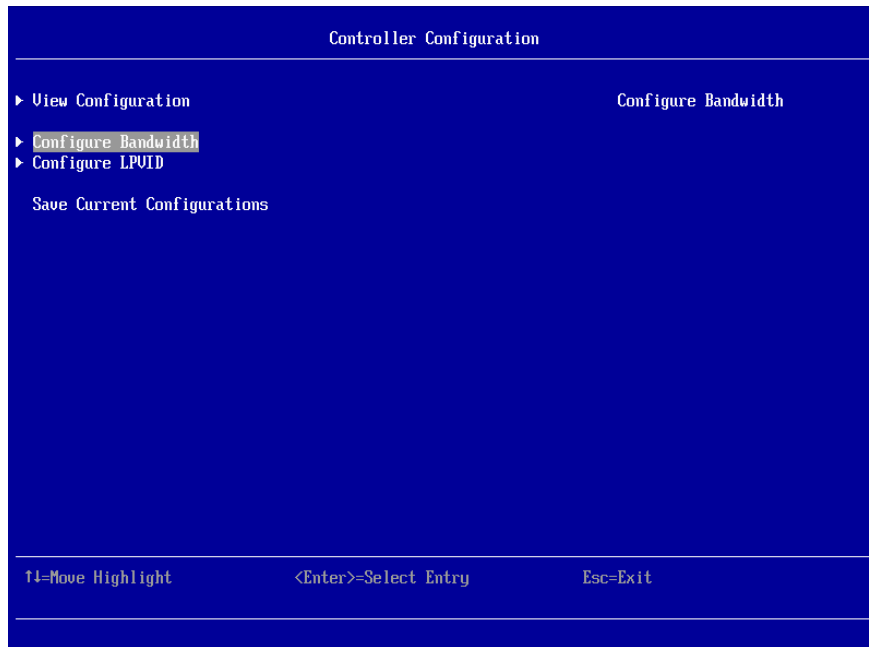 Controller Configuration
► View Configuration Configure Bandwidth
► Configure Bandwidth
► Configure LPVID
Save Current Configurations
↑↓=Move Highlight <Enter>=Select Entry Esc=Exit